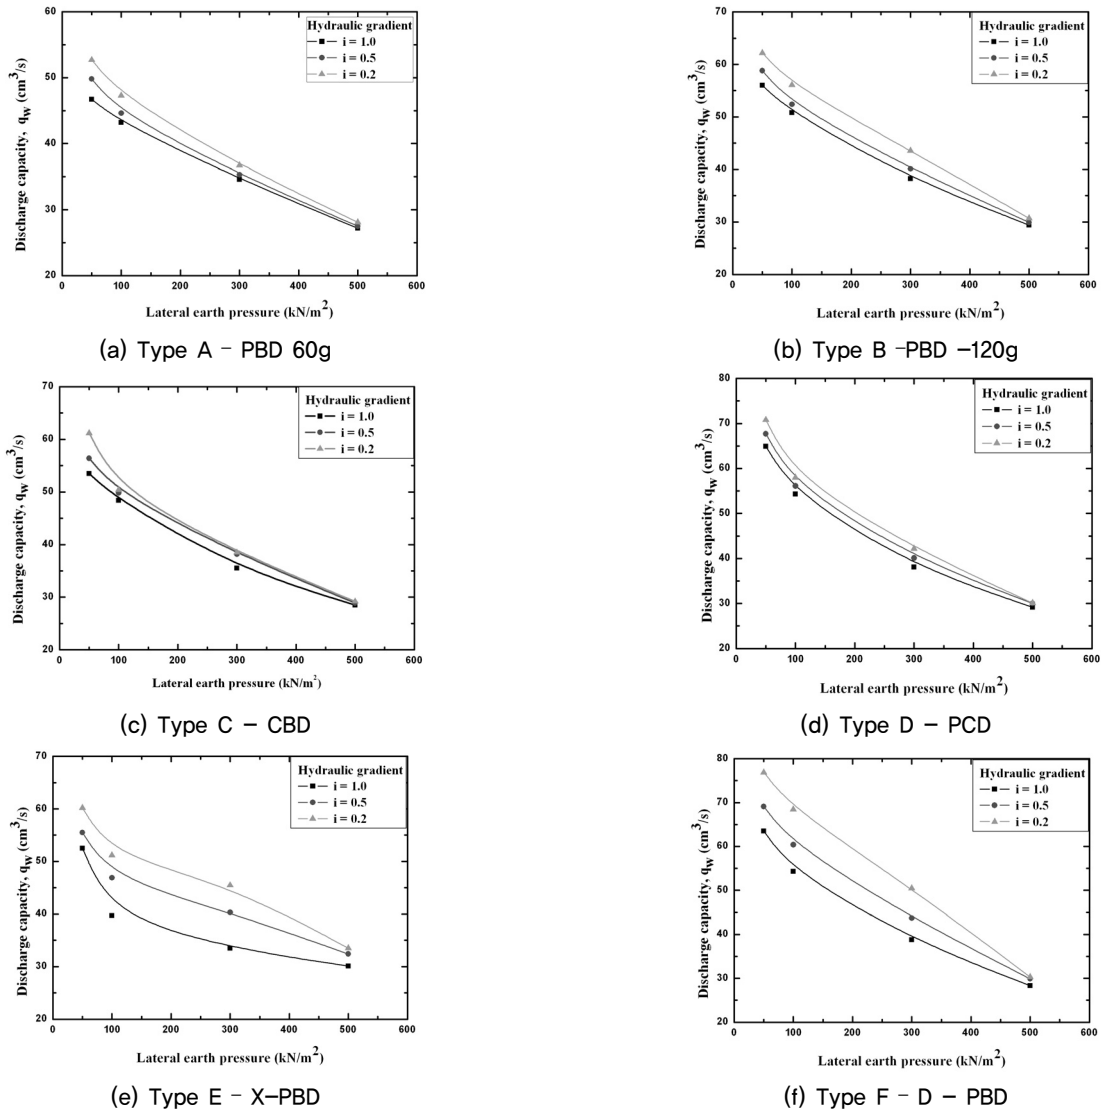 60
50
40
30
20
0
100
200
300
400
500
600
Discharge capacity, q_w (cm³/s)
Lateral earth pressure (kN/m²)
Hydraulic gradient
i = 1.0
i = 0.5
i = 0.2
(a) Type A - PBD 60g
70
60
50
40
30
20
0
100
200
300
400
500
600
Discharge capacity, q_w (cm³/s)
Lateral earth pressure (kN/m²)
Hydraulic gradient
i = 1.0
i = 0.5
i = 0.2
(b) Type B -PBD -120g
70
60
50
40
30
20
0
100
200
300
400
500
600
Discharge capacity, q_w (cm³/s)
Lateral earth pressure (kN/m²)
Hydraulic gradient
i = 1.0
i = 0.5
i = 0.2
(c) Type C - CBD
80
70
60
50
40
30
20
0
100
200
300
400
500
600
Discharge capacity, q_w (cm³/s)
Lateral earth pressure (kN/m²)
Hydraulic gradient
i = 1.0
i = 0.5
i = 0.2
(d) Type D - PCD
70
60
50
40
30
20
0
100
200
300
400
500
600
Discharge capacity, q_w (cm³/s)
Lateral earth pressure (kN/m²)
Hydraulic gradient
i = 1.0
i = 0.5
i = 0.2
(e) Type E - X-PBD
80
70
60
50
40
30
20
0
100
200
300
400
500
600
Discharge capacity, q_w (cm³/s)
Lateral earth pressure (kN/m²)
Hydraulic gradient
i = 1.0
i = 0.5
i = 0.2
(f) Type F - D - PBD